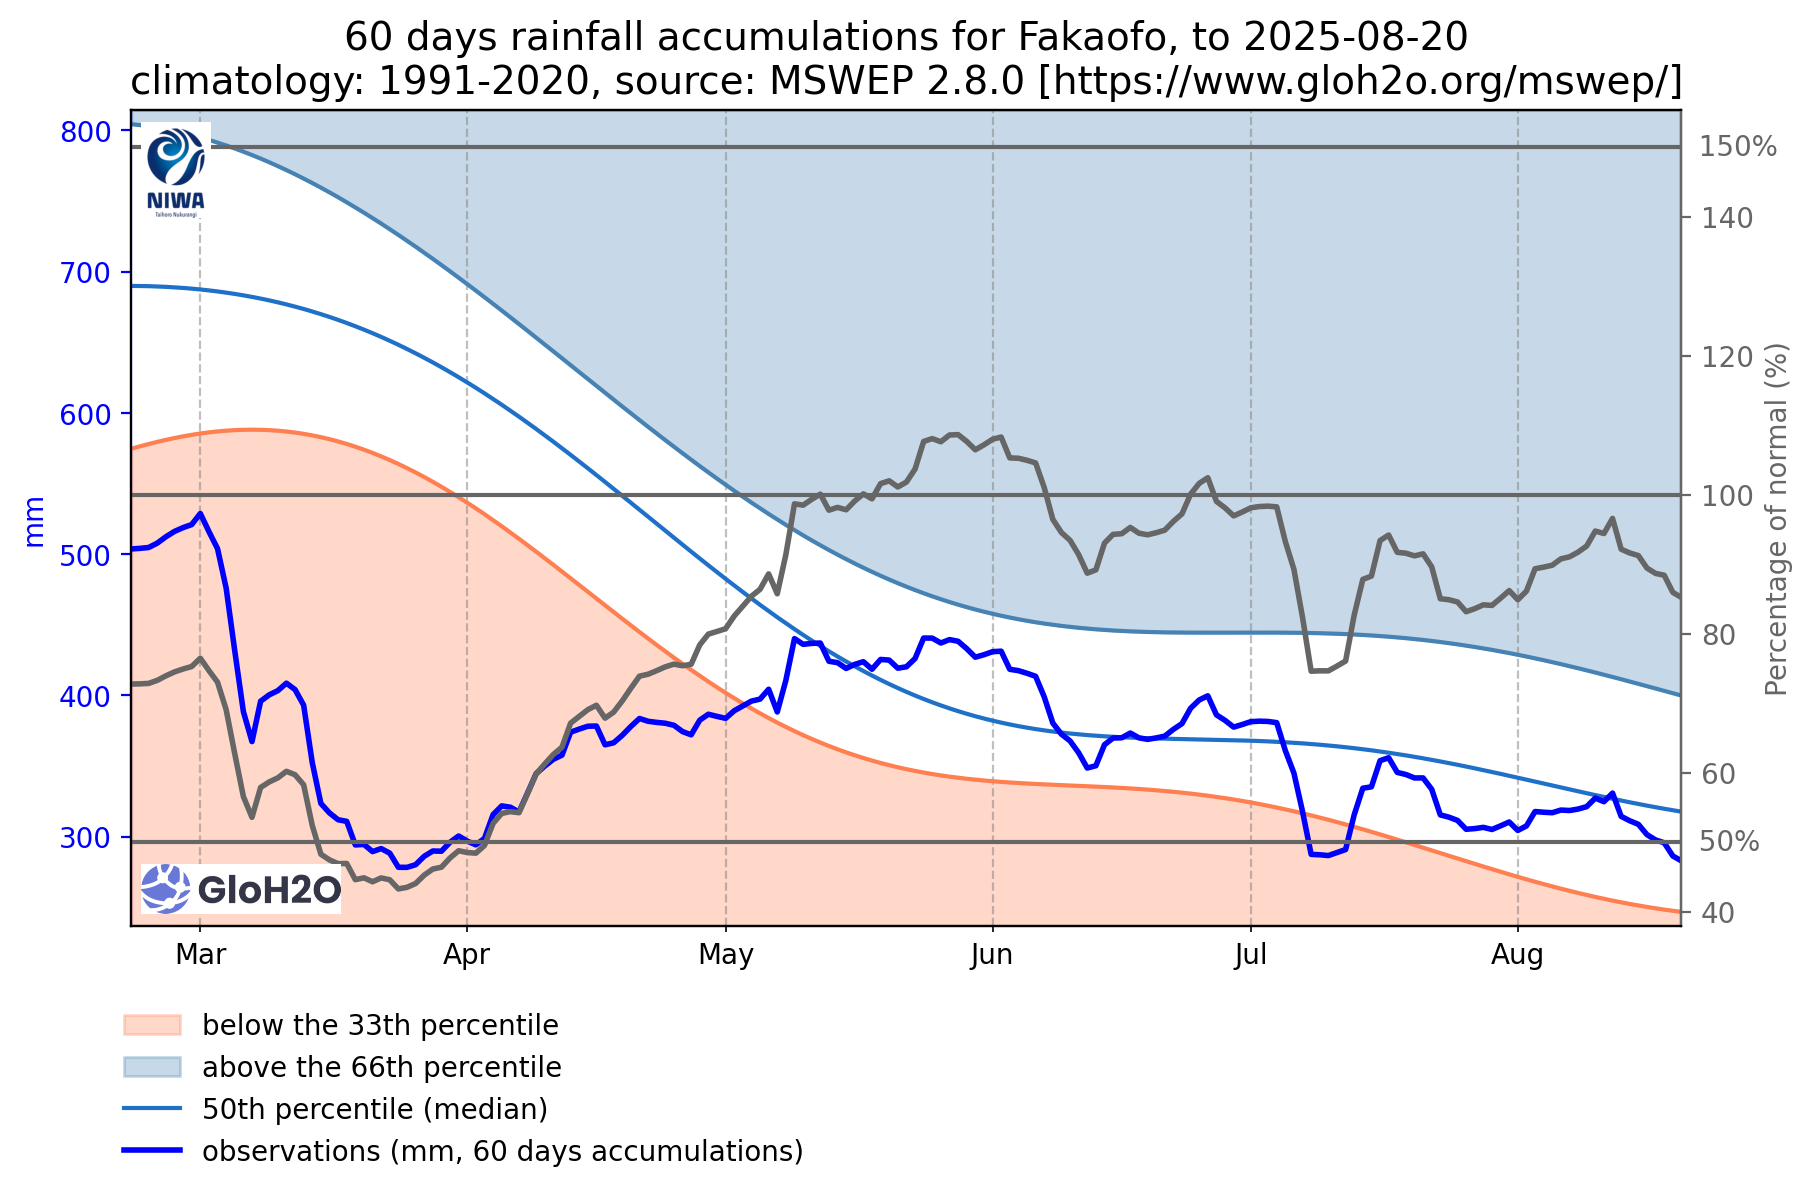 60 days rainfall accumulations for Fakaofo, to 2025-08-20
climatology: 1991-2020, source: MSWEP 2.8.0 [https://www.gloh2o.org/mswep/]
NIWA
Taihoro Nukurangi
800
700
600
500
400
300
mm
150%
140
120
100
80
60
50%
40
Percentage of normal (%)
GloH2O
Mar
Apr
May
Jun
Jul
Aug
below the 33th percentile
above the 66th percentile
50th percentile (median)
observations (mm, 60 days accumulations)